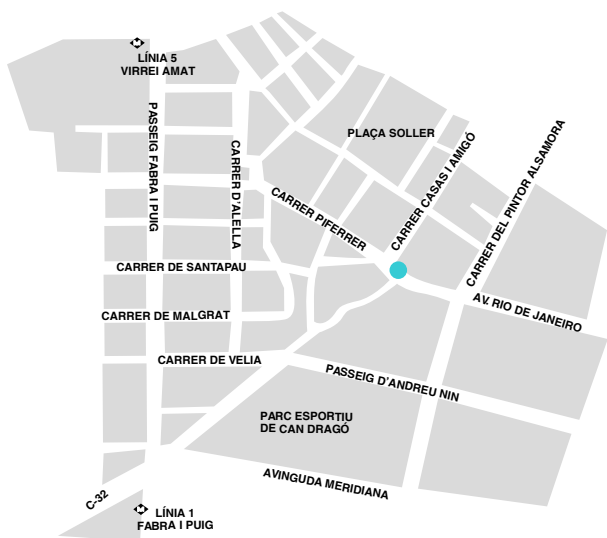 LÍNIA 5
VIRREI AMAT
PASSEIG FABRA I PUIG
CARRER D'ALELLA
PLAÇA SOLLER
CARRER CASAS I AMIGÓ
CARRER DEL PINTOR ALSAMORA
CARRER PIFERRER
CARRER DE SANTAPAU
AV. RIO DE JANEIRO
CARRER DE MALGRAT
CARRER DE VELIA
PASSEIG D'ANDREU NIN
PARC ESPORTIU
DE CAN DRAGÓ
AVINGUDA MERIDIANA
C-32
LÍNIA 1
FABRA I PUIG